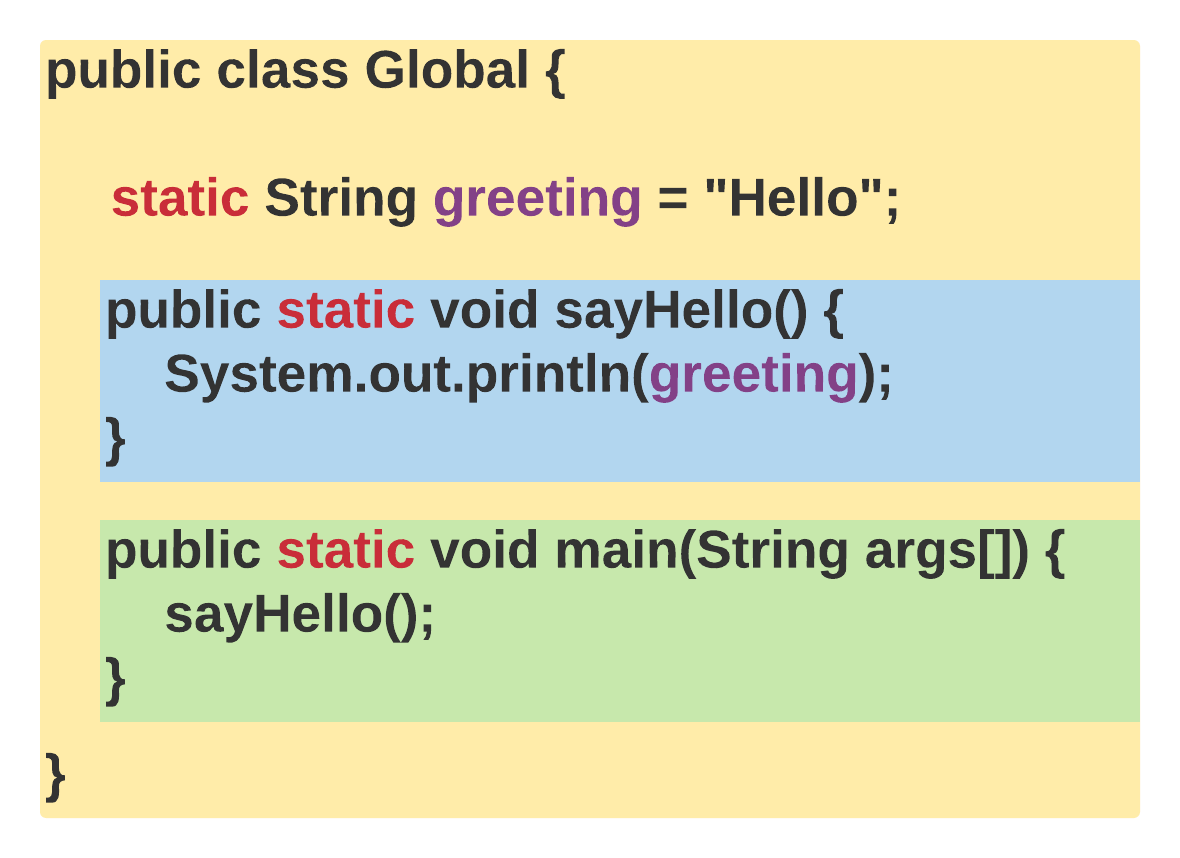 public class Global {
static String greeting = "Hello";
public static void sayHello() {
System.out.println(greeting);
}
public static void main(String args[]) {
sayHello();
}
}